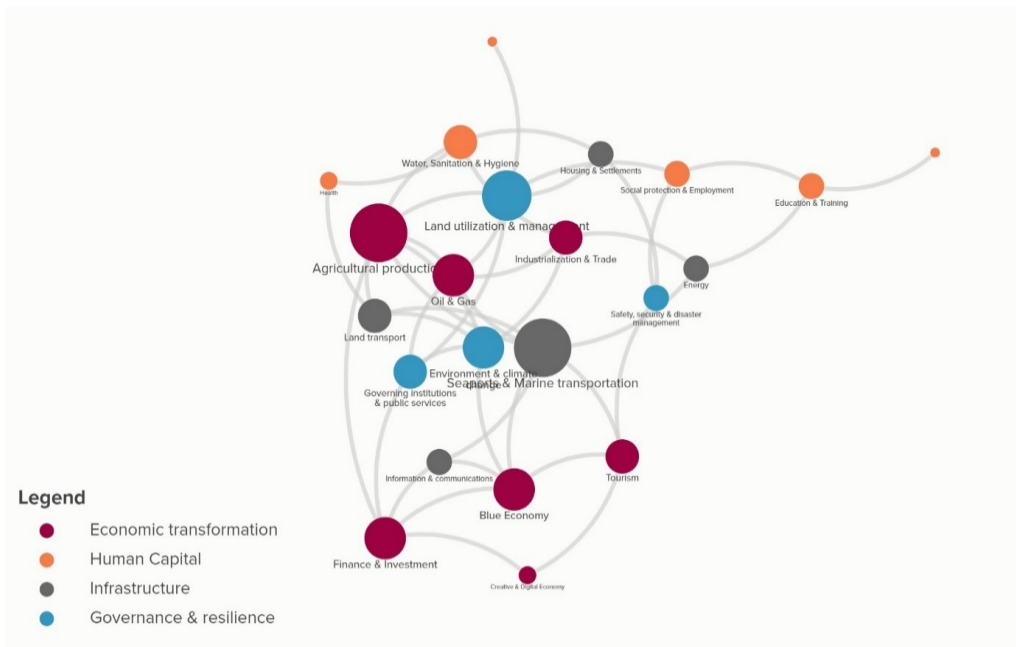 Water, Sanitation & Hygiene
Housing & Settlements
Health
Social protection & Employment
Education & Training
Land utilization & management
Industrialization & Trade
Agricultural production
Energy
Oil & Gas
Safety, security & disaster
management
Land transport
Environment & climate
change
Seaports & Marine transportation
Governing institutions
& public services
Information & communications
Tourism
Blue Economy
Finance & Investment
Creative & Digital Economy
Legend
Economic transformation
Human Capital
Infrastructure
Governance & resilience